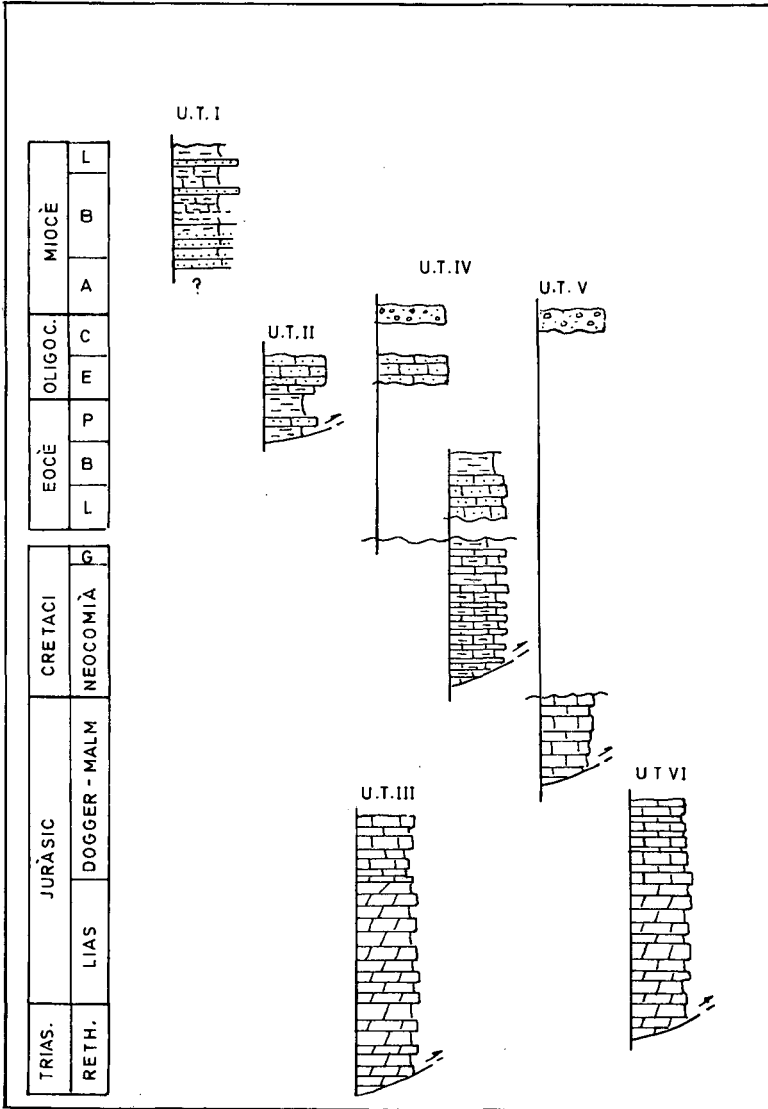 U.T. I
U.T. IV
U.T. V
U.T. II
?
U.T. III
U T VI
MIOCÈ
L
B
A
OLIGOC.
C
E
EOCÈ
P
B
L
CRETACI
G
NEOCOMIÀ
JURÀSIC
DOGGER - MALM
LIAS
TRIAS.
RETH.